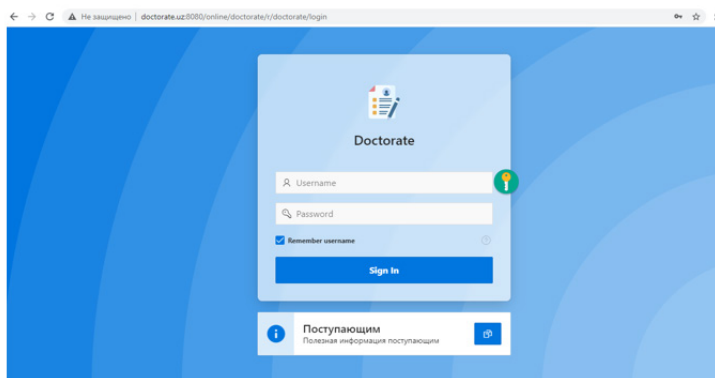 Не защищено | doctorate.uz:8080/online/doctorate/r/doctorate/login
Doctorate
Username
Password
Remember username
Sign In
Поступающим
Полезная информация поступающим